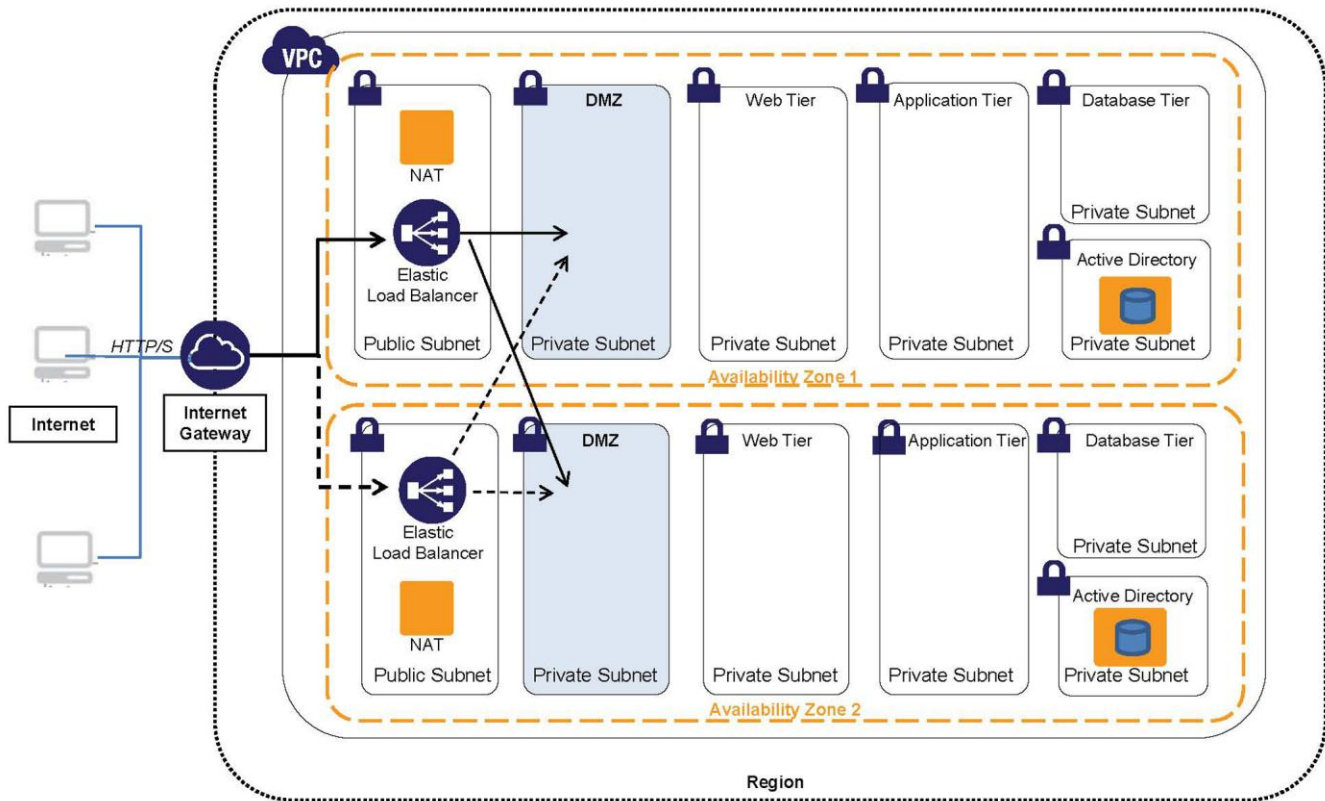 VPC
DMZ
Web Tier
Application Tier
Database Tier
NAT
Private Subnet
Active Directory
Elastic
Load Balancer
Public Subnet
Private Subnet
Private Subnet
Private Subnet
Private Subnet
Availability Zone 1
HTTP/S
Internet
Internet
Gateway
DMZ
Web Tier
Application Tier
Database Tier
Elastic
Load Balancer
Private Subnet
Active Directory
NAT
Public Subnet
Private Subnet
Private Subnet
Private Subnet
Private Subnet
Availability Zone 2
Region